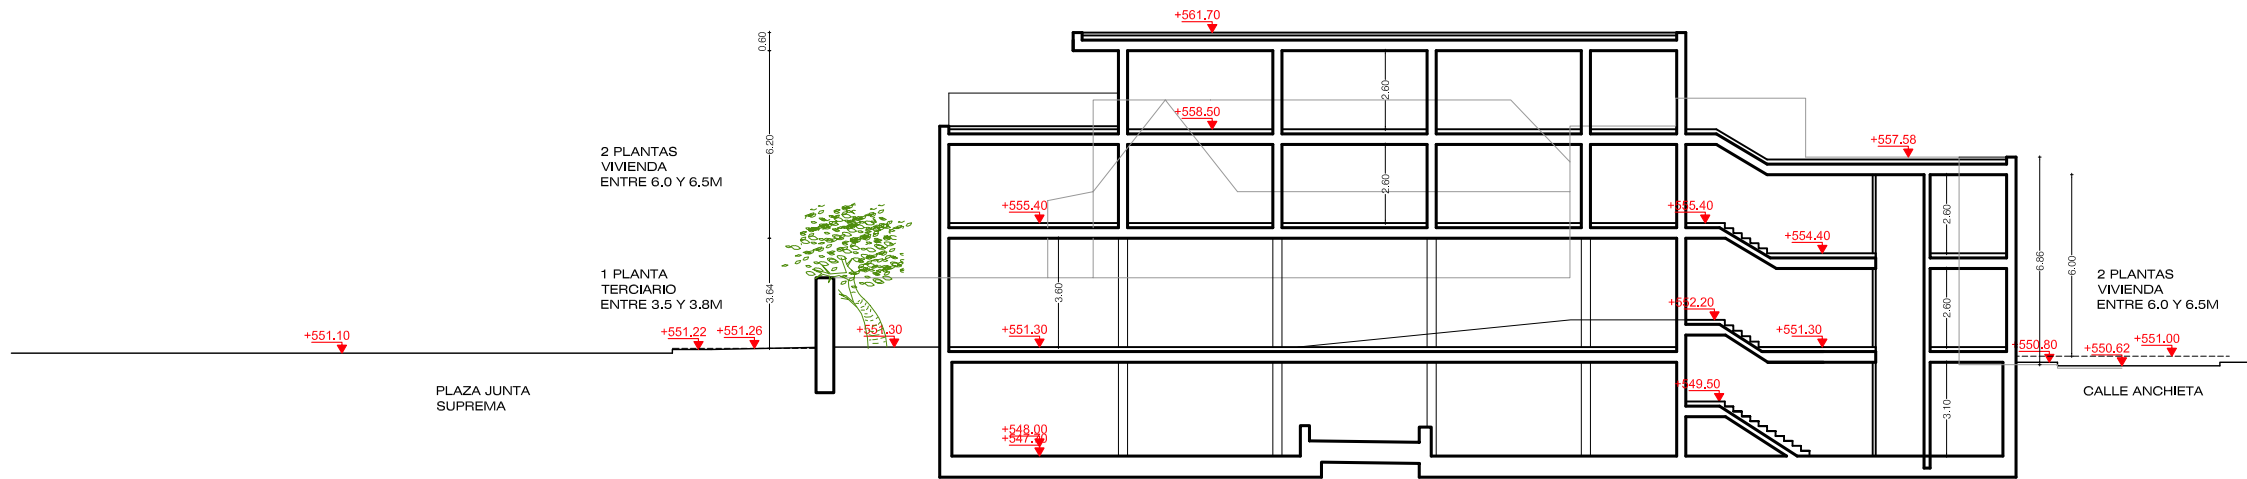 +561.70
0.60
2.60
+558.50
6.20
+557.58
2 PLANTAS
VIVIENDA
ENTRE 6.0 Y 6.5M
2.60
+555.40
+555.40
2.60
+554.40
6.86
6.00
1 PLANTA
TERCIARIO
ENTRE 3.5 Y 3.8M
3.64
3.60
2.60
2 PLANTAS
VIVIENDA
ENTRE 6.0 Y 6.5M
+552.20
+551.10
+551.22
+551.26
+551.30
+551.30
+551.30
+550.80
+550.62
+551.00
PLAZA JUNTA
SUPREMA
+549.50
CALLE ANCHIETA
3.10
+548.00